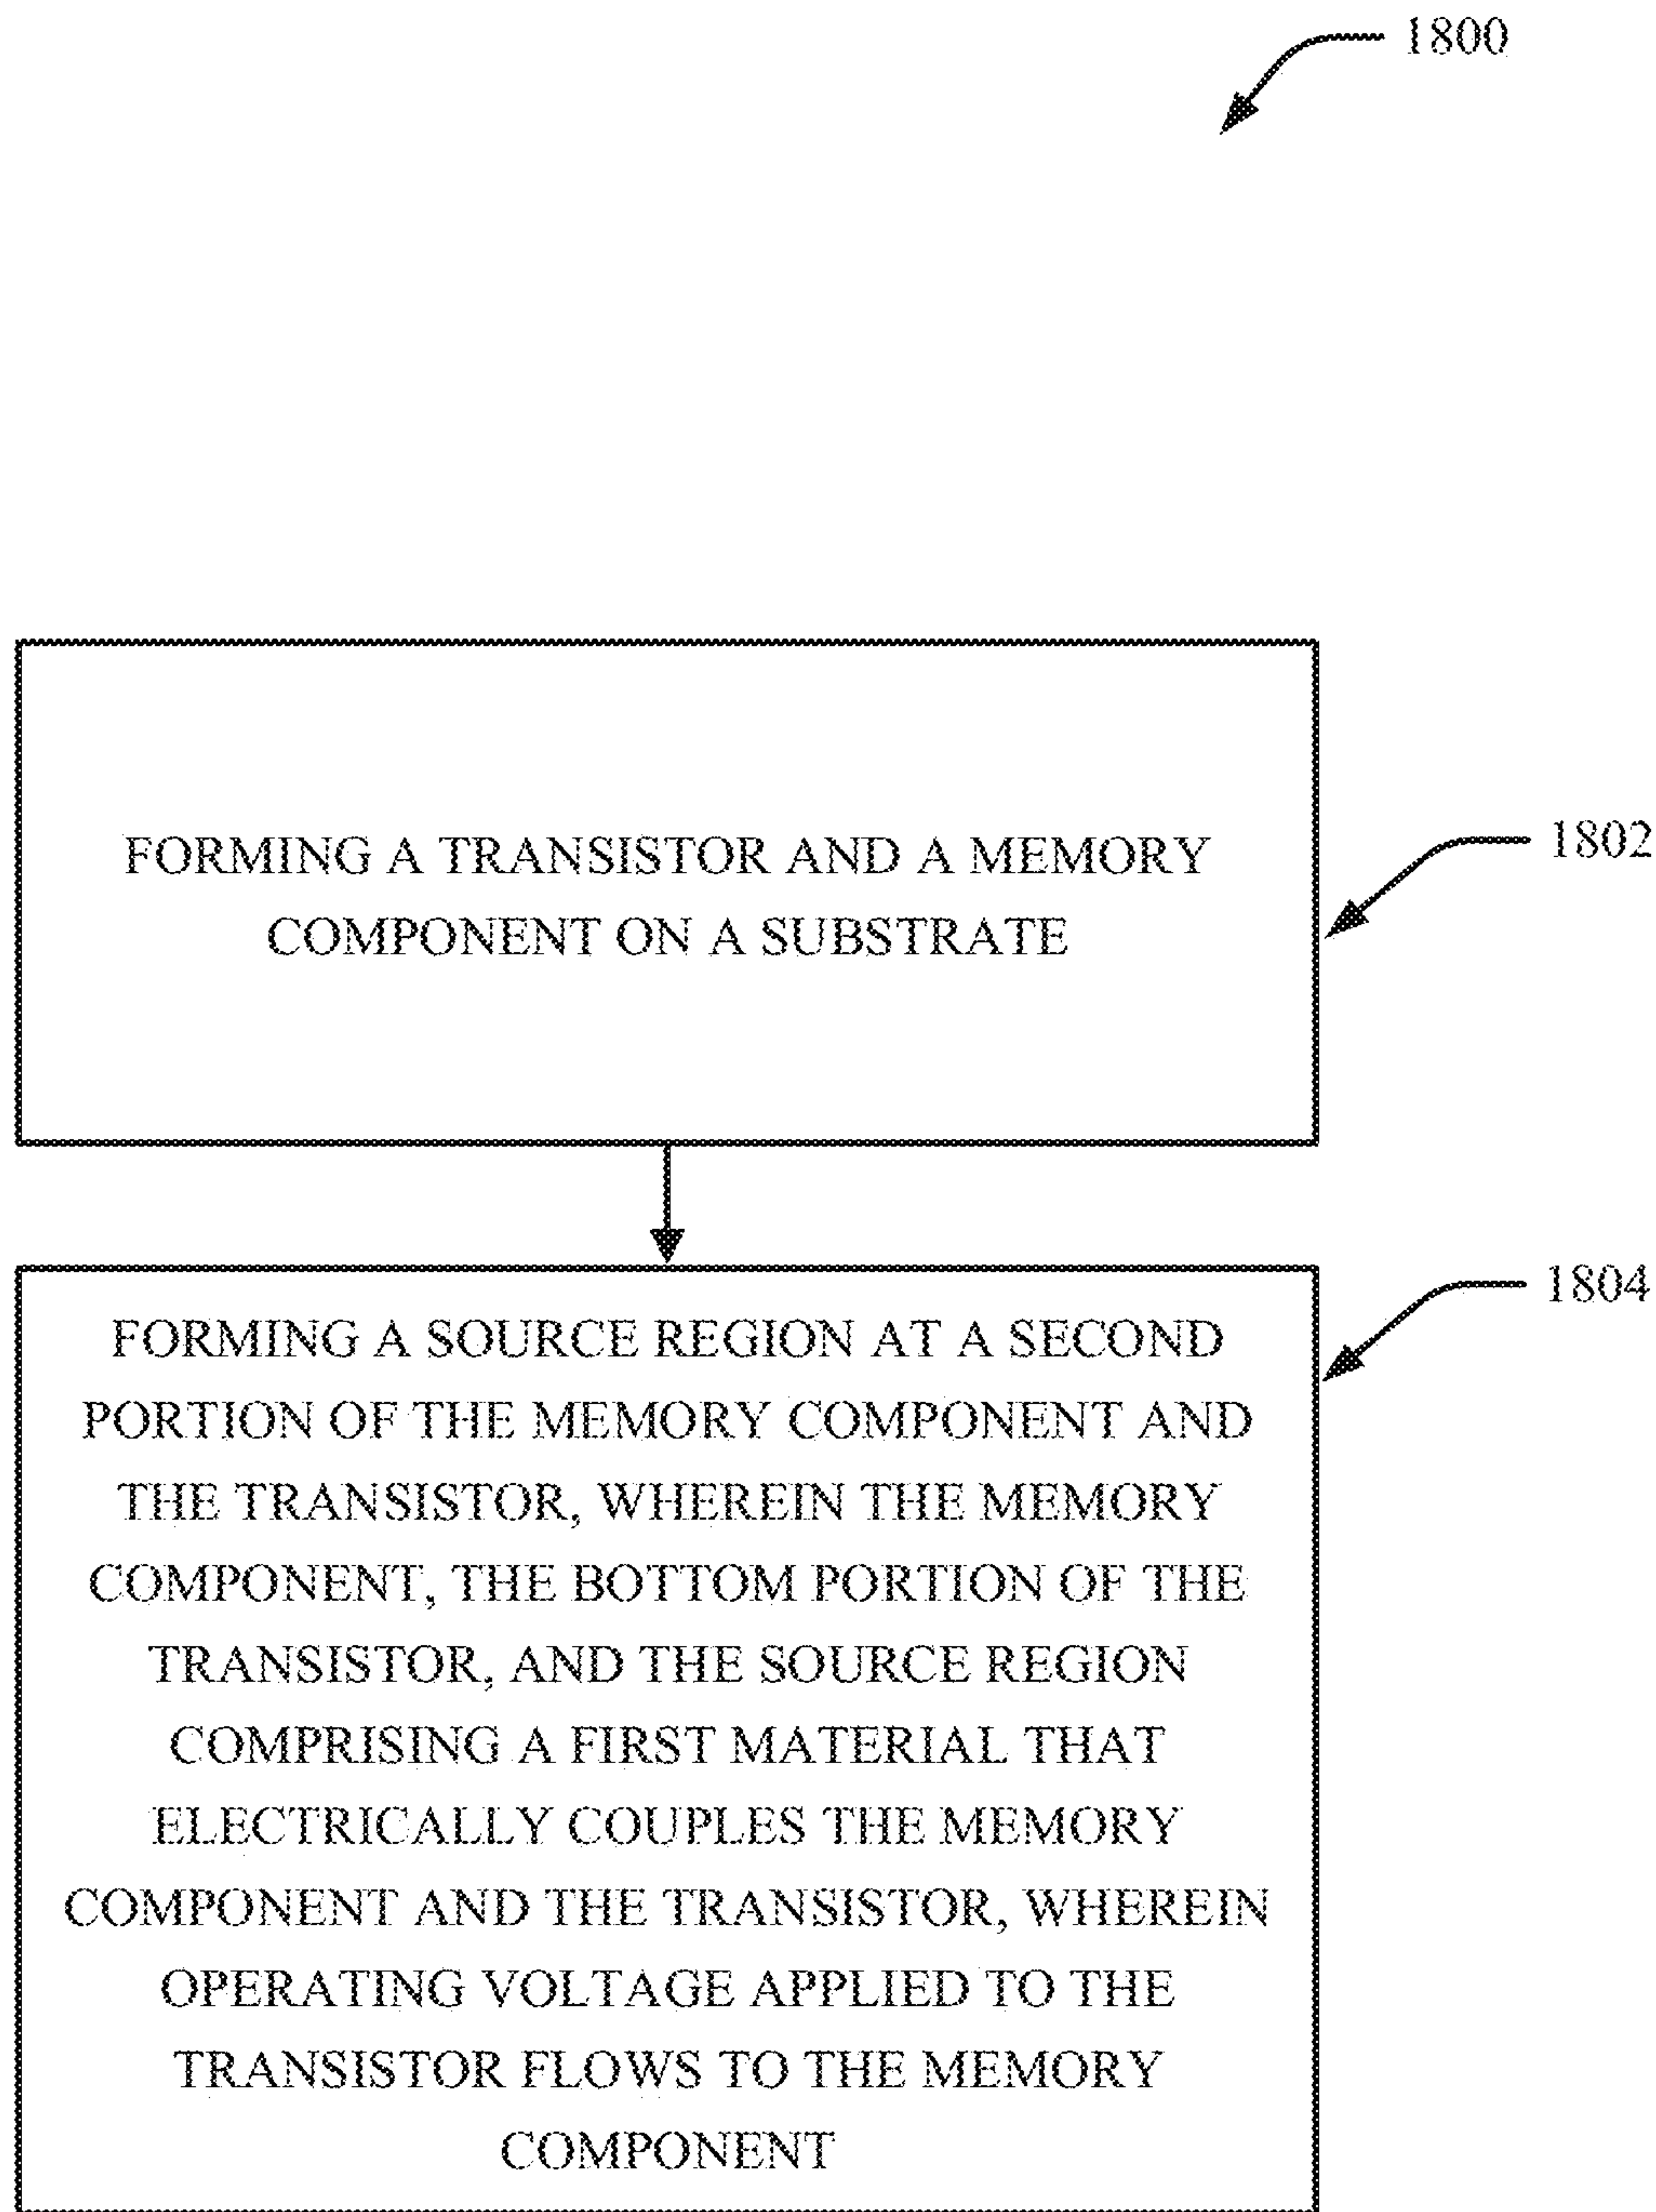 1800
FORMING A TRANSISTOR AND A MEMORY
COMPONENT ON A SUBSTRATE
1802
FORMING A SOURCE REGION AT A SECOND
PORTION OF THE MEMORY COMPONENT AND
THE TRANSISTOR, WHEREIN THE MEMORY
COMPONENT, THE BOTTOM PORTION OF THE
TRANSISTOR, AND THE SOURCE REGION
COMPRISING A FIRST MATERIAL THAT
ELECTRICALLY COUPLES THE MEMORY
COMPONENT AND THE TRANSISTOR, WHEREIN
OPERATING VOLTAGE APPLIED TO THE
TRANSISTOR FLOWS TO THE MEMORY
COMPONENT
1804